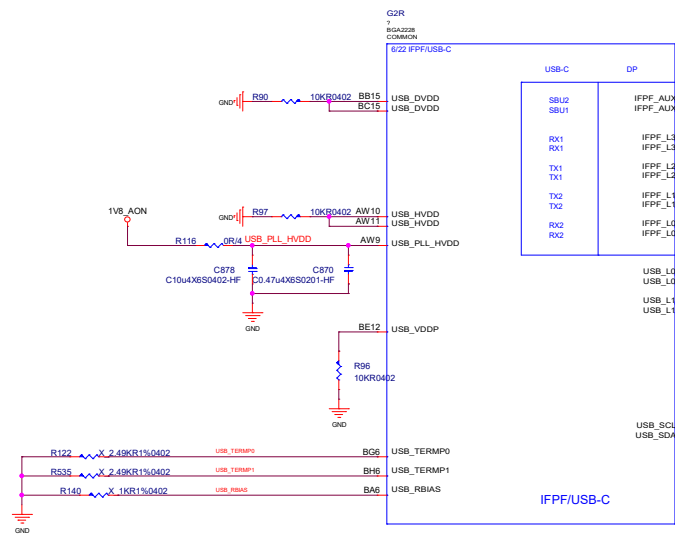 G2R
?
BGA2228
COMMON
6/22 IFPF/USB-C
USB-C DP
GND R90 10KR0402 BB15 USB_DVDD
BC15 USB_DVDD
SBU2 IFPF_AUX
SBU1 IFPF_AUX
RX1 IFPF_L3
RX1 IFPF_L3
TX1 IFPF_L2
TX1 IFPF_L2
TX2 IFPF_L1
TX2 IFPF_L1
RX2 IFPF_L0
RX2 IFPF_L0
1V8_AON
GND R97 10KR0402 AW10 USB_HVDD
AW11 USB_HVDD
R116 0R/4 USB_PLL_HVDD AW9 USB_PLL_HVDD
C878 C870
C10u4X6S0402-HF C0.47u4X6S0201-HF
GND
USB_L0
USB_L0
USB_L1
USB_L1
BE12 USB_VDDP
R96
10KR0402
GND
USB_SCL
USB_SDA
R122 X_2.49KR1%0402 USB_TERMP0 BG6 USB_TERMP0
R535 X_2.49KR1%0402 USB_TERMP1 BH6 USB_TERMP1
R140 X_1KR1%0402 USB_RBIAS BA6 USB_RBIAS
IFPF/USB-C
GND